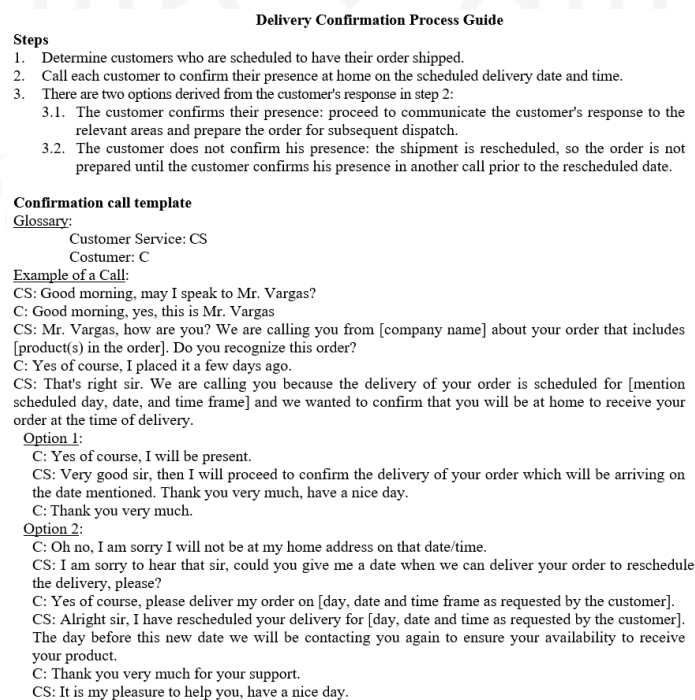 Delivery Confirmation Process Guide
Steps
1. Determine customers who are scheduled to have their order shipped.
2. Call each customer to confirm their presence at home on the scheduled delivery date and time.
3. There are two options derived from the customer's response in step 2:
3.1. The customer confirms their presence: proceed to communicate the customer's response to the
relevant areas and prepare the order for subsequent dispatch.
3.2. The customer does not confirm his presence: the shipment is rescheduled, so the order is not
prepared until the customer confirms his presence in another call prior to the rescheduled date.
Confirmation call template
Glossary:
Customer Service: CS
Costumer: C
Example of a Call:
CS: Good morning, may I speak to Mr. Vargas?
C: Good morning, yes, this is Mr. Vargas
CS: Mr. Vargas, how are you? We are calling you from [company name] about your order that includes
[product(s) in the order]. Do you recognize this order?
C: Yes of course, I placed it a few days ago.
CS: That's right sir. We are calling you because the delivery of your order is scheduled for [mention
scheduled day, date, and time frame] and we wanted to confirm that you will be at home to receive your
order at the time of delivery.
Option 1:
C: Yes of course, I will be present.
CS: Very good sir, then I will proceed to confirm the delivery of your order which will be arriving on
the date mentioned. Thank you very much, have a nice day.
C: Thank you very much.
Option 2:
C: Oh no, I am sorry I will not be at my home address on that date/time.
CS: I am sorry to hear that sir, could you give me a date when we can deliver your order to reschedule
the delivery, please?
C: Yes of course, please deliver my order on [day, date and time frame as requested by the customer].
CS: Alright sir, I have rescheduled your delivery for [day, date and time as requested by the customer].
The day before this new date we will be contacting you again to ensure your availability to receive
your product.
C: Thank you very much for your support.
CS: It is my pleasure to help you, have a nice day.